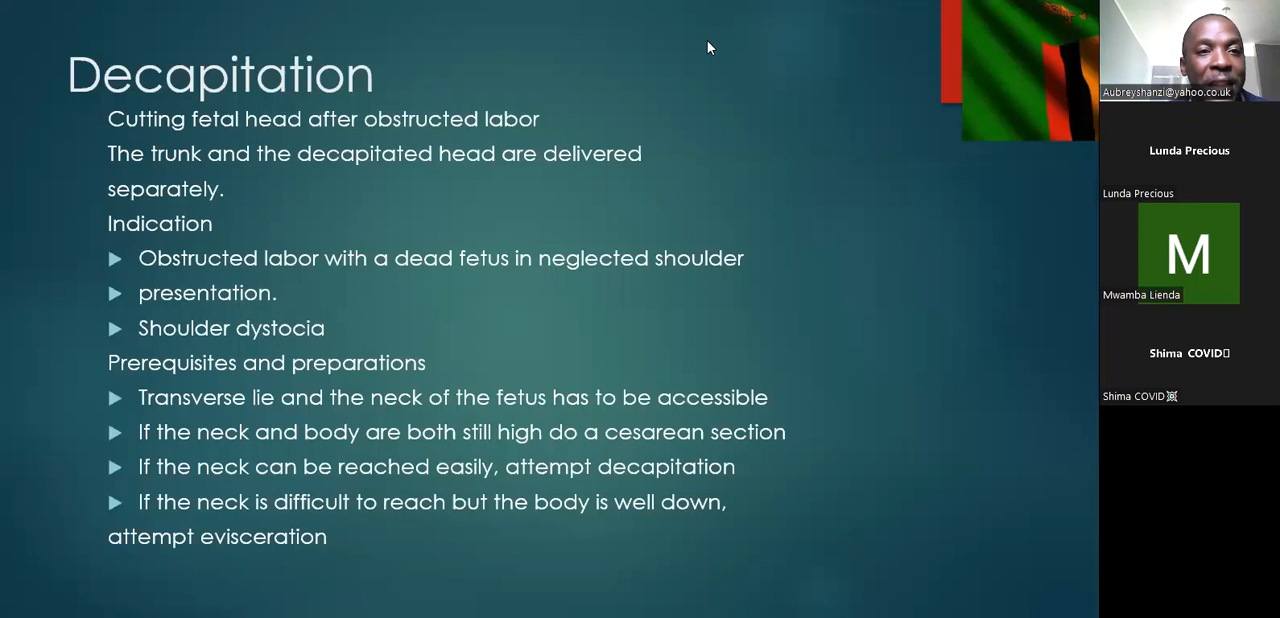 Decapitation
Cutting fetal head after obstructed labor
The trunk and the decapitated head are delivered
separately.
Indication
Obstructed labor with a dead fetus in neglected shoulder
presentation.
Shoulder dystocia
Prerequisites and preparations
Transverse lie and the neck of the fetus has to be accessible
If the neck and body are both still high do a cesarean section
If the neck can be reached easily, attempt decapitation
If the neck is difficult to reach but the body is well down,
attempt evisceration
Aubreyshanzi@yahoo.co.uk
Lunda Precious
Lunda Precious
M
Mwamba Lienda
Shima COVID
Shima COVID☠️